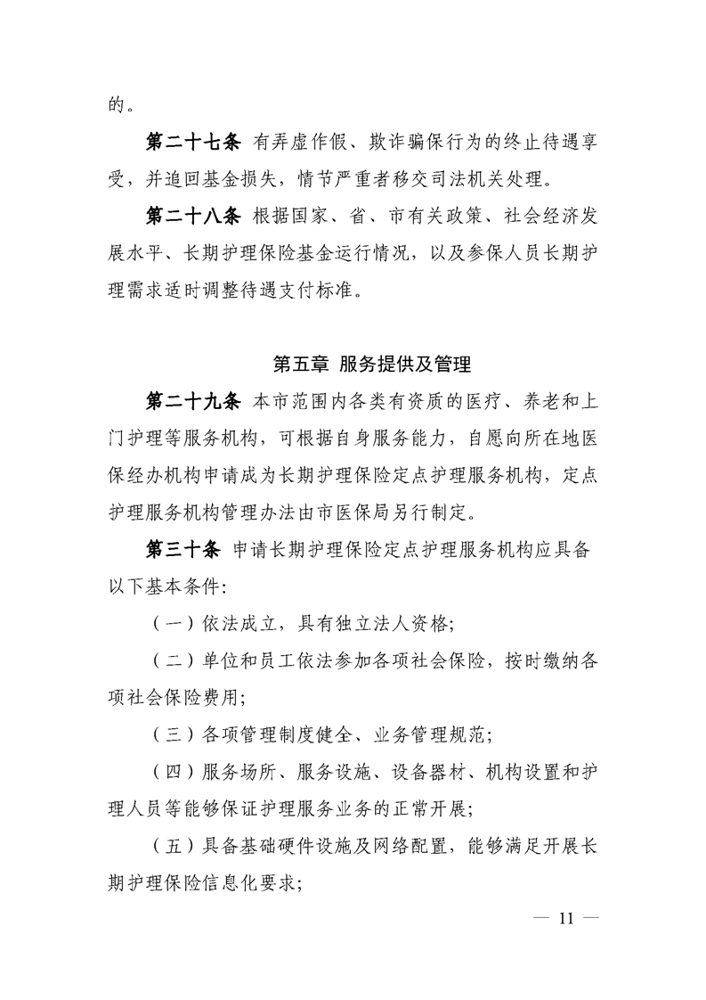 的。
第二十七条 有弄虚作假、欺诈骗保行为的终止待遇享
受，并追回基金损失，情节严重者移交司法机关处理。
第二十八条 根据国家、省、市有关政策、社会经济发
展水平、长期护理保险基金运行情况，以及参保人员长期护
理需求适时调整待遇支付标准。
第五章 服务提供及管理
第二十九条 本市范围内各类有资质的医疗、养老和上
门护理等服务机构，可根据自身服务能力，自愿向所在地医
保经办机构申请成为长期护理保险定点护理服务机构，定点
护理服务机构管理办法由市医保局另行制定。
第三十条 申请长期护理保险定点护理服务机构应具备
以下基本条件：
（一）依法成立，具有独立法人资格；
（二）单位和员工依法参加各项社会保险，按时缴纳各
项社会保险费用；
（三）各项管理制度健全、业务管理规范；
（四）服务场所、服务设施、设备器材、机构设置和护
理人员等能够保证护理服务业务的正常开展；
（五）具备基础硬件设施及网络配置，能够满足开展长
期护理保险信息化要求；
— 11 —